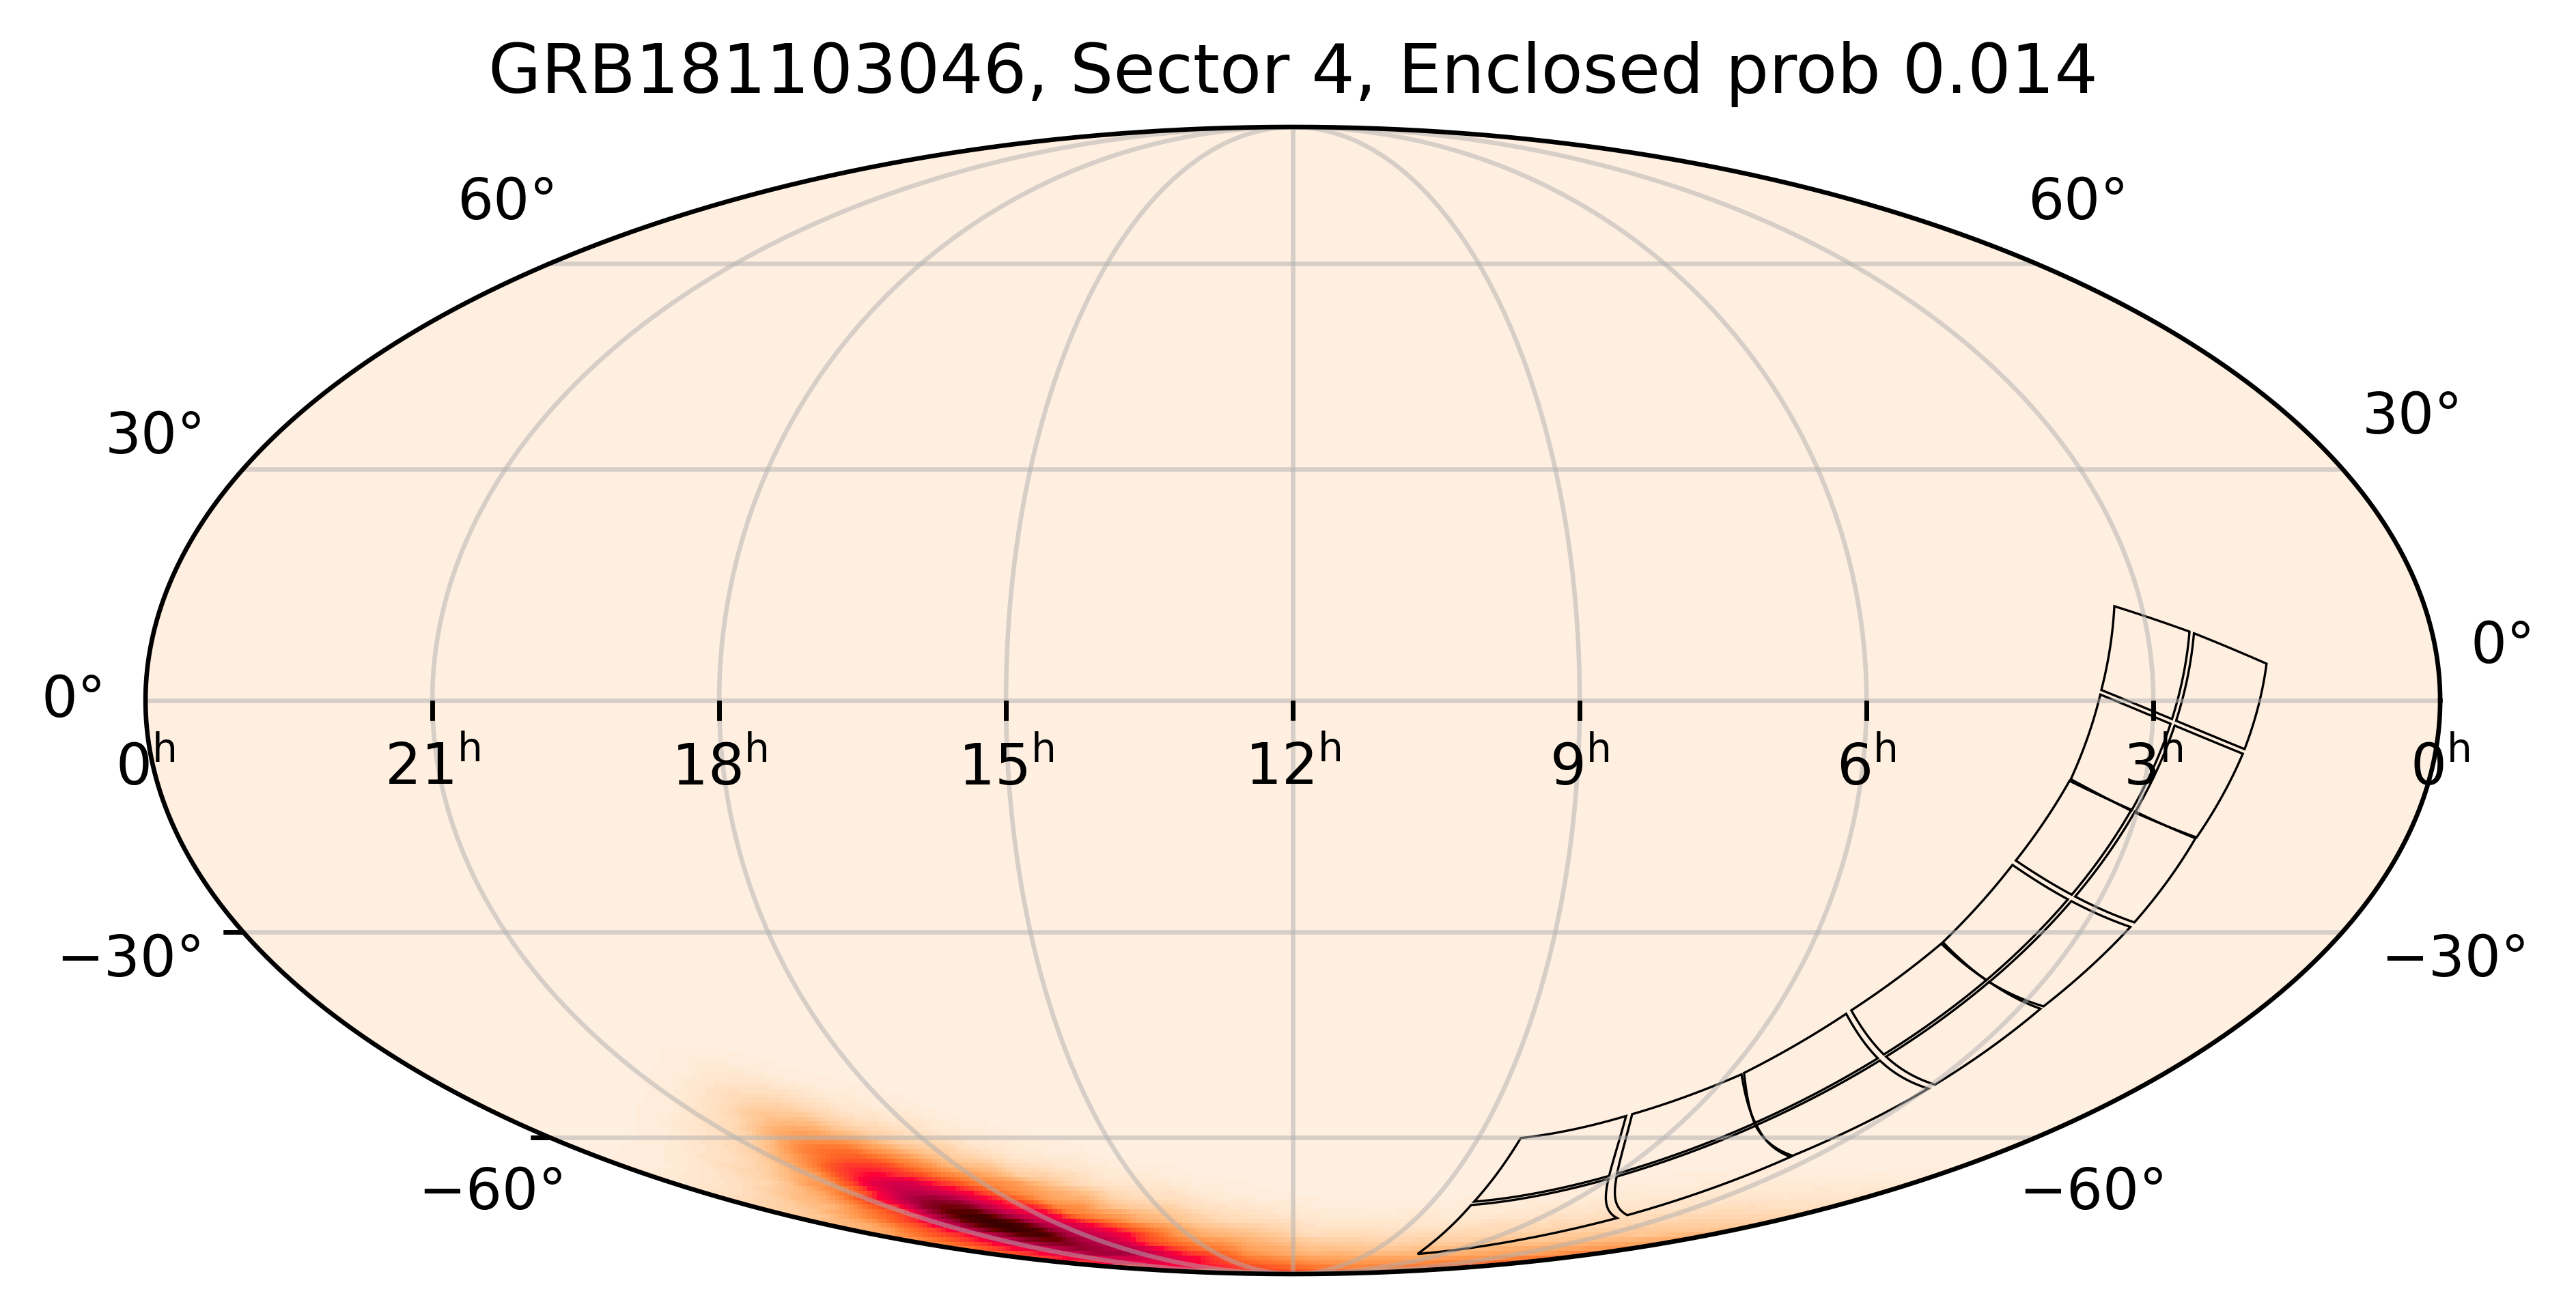 GRB181103046, Sector 4, Enclosed prob 0.014
60° 60°
30° 30°
0° 0°
0ʰ 21ʰ 18ʰ 15ʰ 12ʰ 9ʰ 6ʰ 3ʰ 0ʰ
−30° −30°
−60° −60°